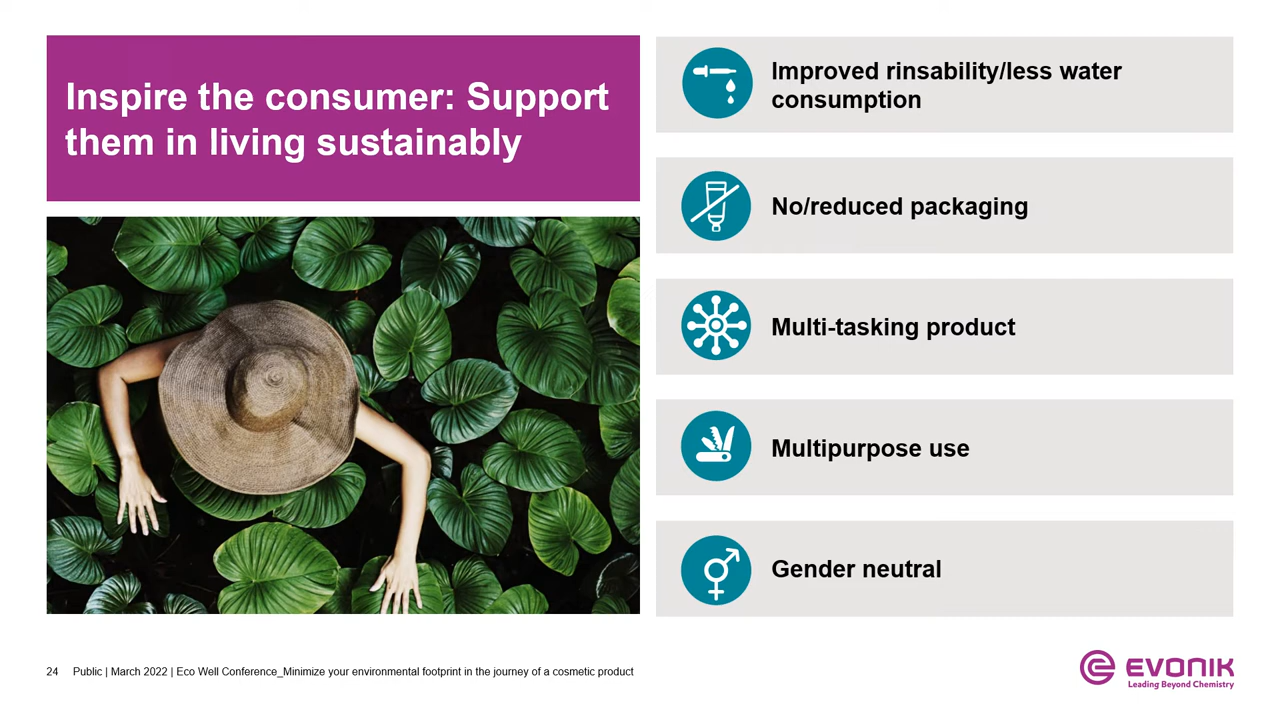 Inspire the consumer: Support
them in living sustainably
Improved rinsability/less water
consumption
No/reduced packaging
Multi-tasking product
Multipurpose use
Gender neutral
24 Public | March 2022 | Eco Well Conference_Minimize your environmental footprint in the journey of a cosmetic product
EVONIK
Leading Beyond Chemistry